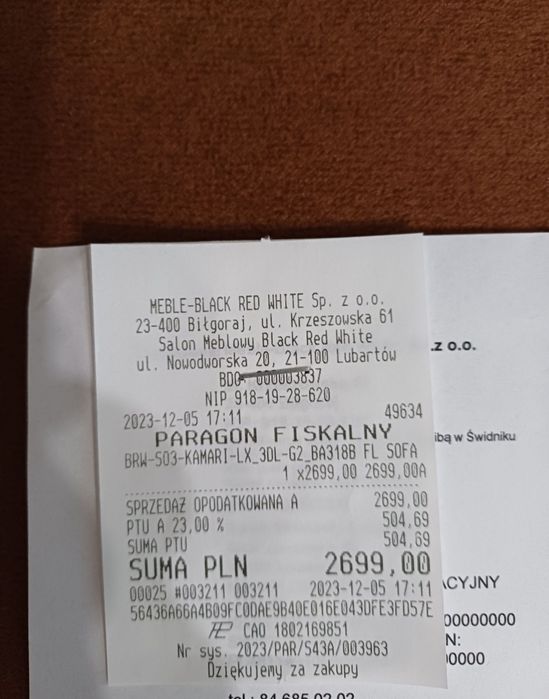 MEBLE-BLACK RED WHITE Sp. z o.o.
23-400 Biłgoraj, ul. Krzeszowska 61
Salon Meblowy Black Red White
ul. Nowodworska 20, 21-100 Lubartów
BDO 000003837
NIP 918-19-28-620
2023-12-05 17:11 49634
PARAGON FISKALNY
BRW-S03-KAMARI-LX_3DL-G2_BA318B FL SOFA
1 x2699,00 2699,00A
SPRZEDAŻ OPODATKOWANA A 2699,00
PTU A 23,00 % 504,69
SUMA PTU 504,69
SUMA PLN 2699,00
00025 #003211 003211 2023-12-05 17:11
56436A66A4B09FC0DAE9B40E016E043DFE3FD57E
CAO 1802169851
Nr sys. 2023/PAR/S43A/003963
Dziękujemy za zakupy
z o.o.
ibą w Świdniku
ACYJNY
00000000
N:
0000